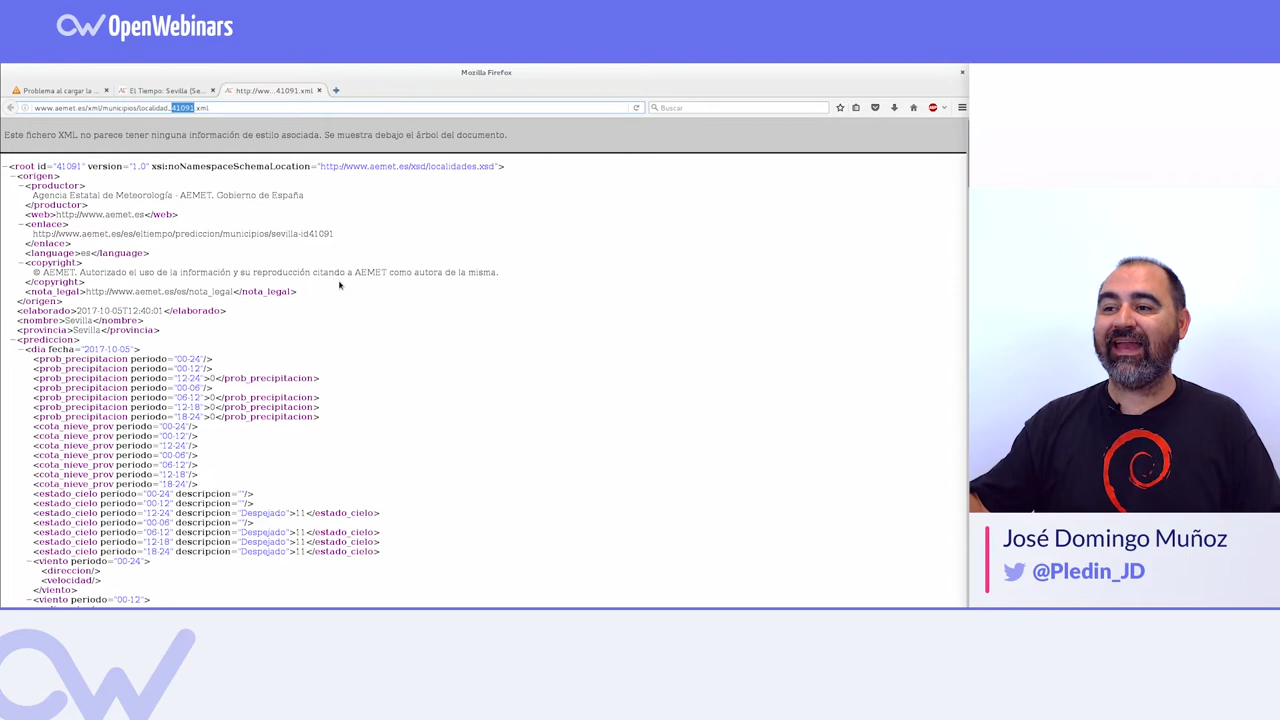 OpenWebinars
Mozilla Firefox
Problema al cargar la ...
El Tiempo: Sevilla (Se...
http://ww...41091.xml
www.aemet.es/xml/municipios/localidad_41091.xml
Buscar
Este fichero XML no parece tener ninguna información de estilo asociada. Se muestra debajo el árbol del documento.
−<root id="41091" version="1.0" xsi:noNamespaceSchemaLocation="http://www.aemet.es/xsd/localidades.xsd">
−<origen>
−<productor>
Agencia Estatal de Meteorología - AEMET. Gobierno de España
</productor>
<web>http://www.aemet.es</web>
−<enlace>
http://www.aemet.es/es/eltiempo/prediccion/municipios/sevilla-id41091
</enlace>
<language>es</language>
−<copyright>
© AEMET. Autorizado el uso de la información y su reproducción citando a AEMET como autora de la misma.
</copyright>
<nota_legal>http://www.aemet.es/es/nota_legal</nota_legal>
</origen>
<elaborado>2017-10-05T12:40:01</elaborado>
<nombre>Sevilla</nombre>
<provincia>Sevilla</provincia>
−<prediccion>
−<dia fecha="2017-10-05">
<prob_precipitacion periodo="00-24"/>
<prob_precipitacion periodo="00-12"/>
<prob_precipitacion periodo="12-24">0</prob_precipitacion>
<prob_precipitacion periodo="00-06"/>
<prob_precipitacion periodo="06-12">0</prob_precipitacion>
<prob_precipitacion periodo="12-18">0</prob_precipitacion>
<prob_precipitacion periodo="18-24">0</prob_precipitacion>
<cota_nieve_prov periodo="00-24"/>
<cota_nieve_prov periodo="00-12"/>
<cota_nieve_prov periodo="12-24"/>
<cota_nieve_prov periodo="00-06"/>
<cota_nieve_prov periodo="06-12"/>
<cota_nieve_prov periodo="12-18"/>
<cota_nieve_prov periodo="18-24"/>
<estado_cielo periodo="00-24" descripcion=""/>
<estado_cielo periodo="00-12" descripcion=""/>
<estado_cielo periodo="12-24" descripcion="Despejado">11</estado_cielo>
<estado_cielo periodo="00-06" descripcion=""/>
<estado_cielo periodo="06-12" descripcion="Despejado">11</estado_cielo>
<estado_cielo periodo="12-18" descripcion="Despejado">11</estado_cielo>
<estado_cielo periodo="18-24" descripcion="Despejado">11</estado_cielo>
−<viento periodo="00-24">
<direccion/>
<velocidad/>
</viento>
−<viento periodo="00-12">
José Domingo Muñoz
@Pledin_JD